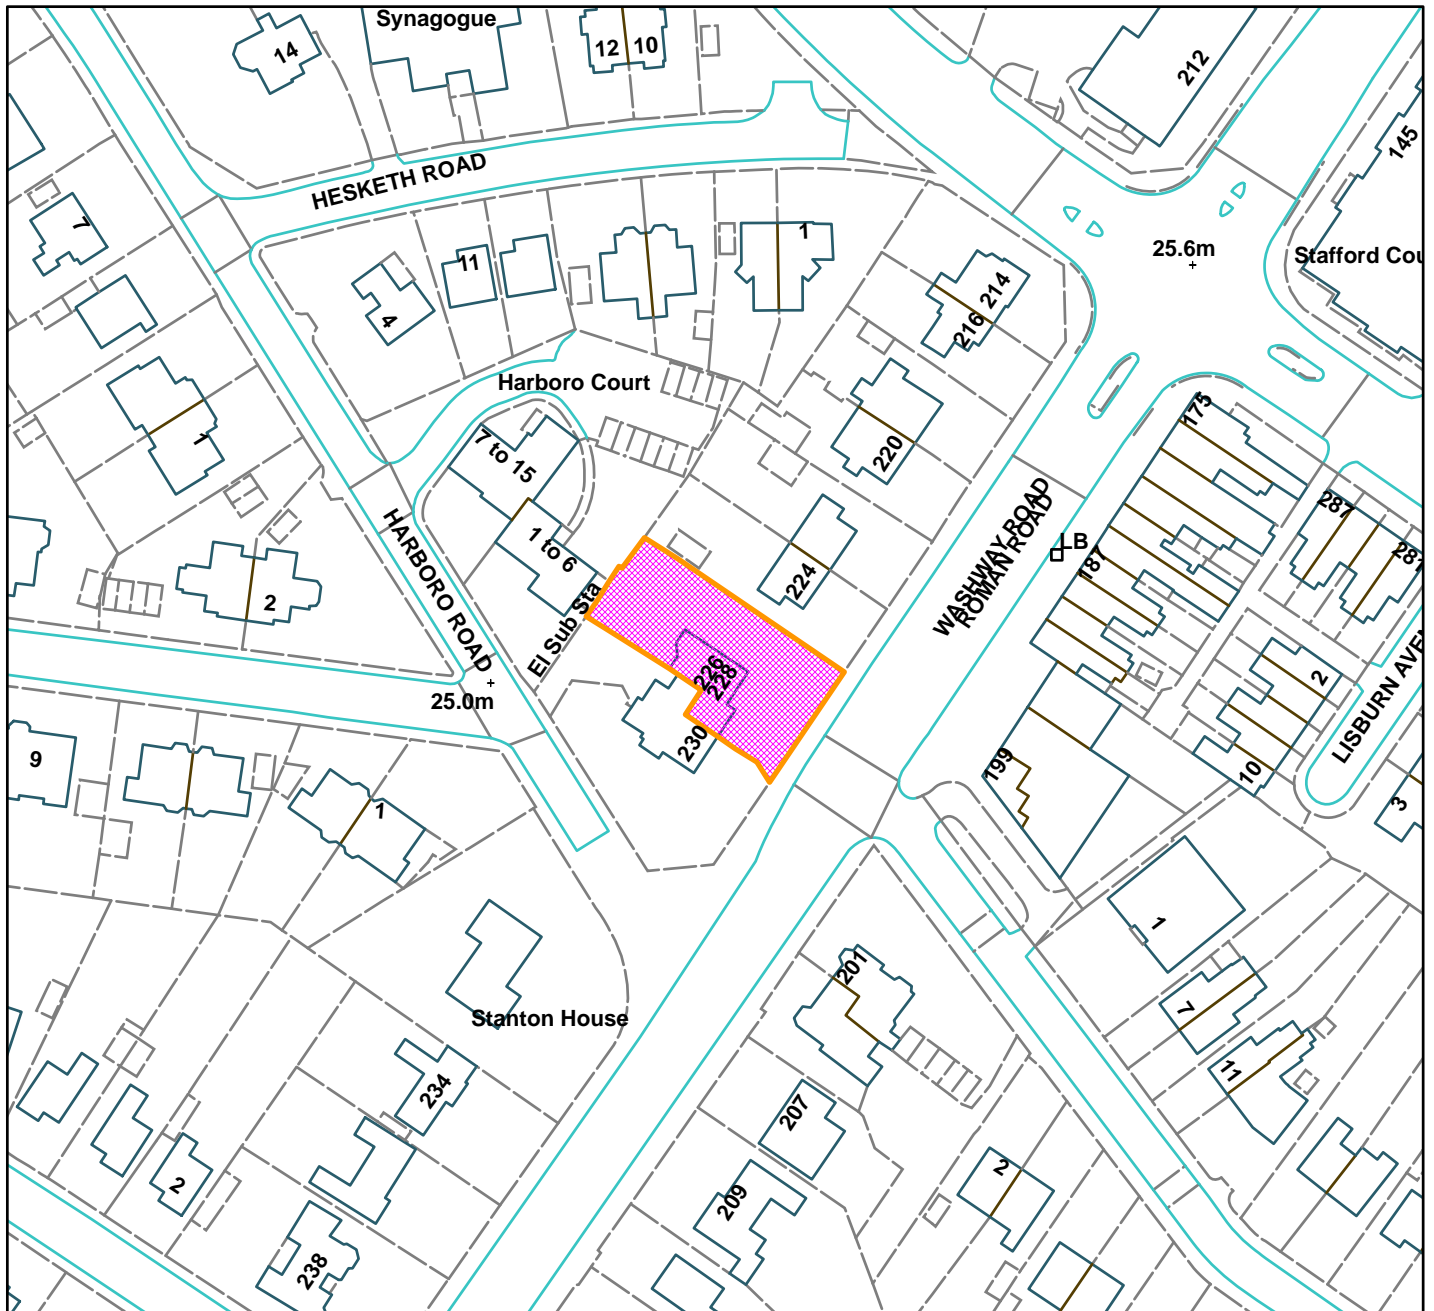 Synagogue
14
12
10
212
145
HESKETH ROAD
7
11
4
1
214
216
25.6m
Stafford Cou
Harboro Court
7 to 15
1 to 6
220
175
1
2
HARBORO ROAD
El Sub Sta
224
WASHWAY ROAD
ROMAN ROAD
LB
187
287
281
226
228
230
25.0m
2
10
LISBURN AVEN
199
3
9
1
1
201
7
11
Stanton House
234
207
2
209
2
238